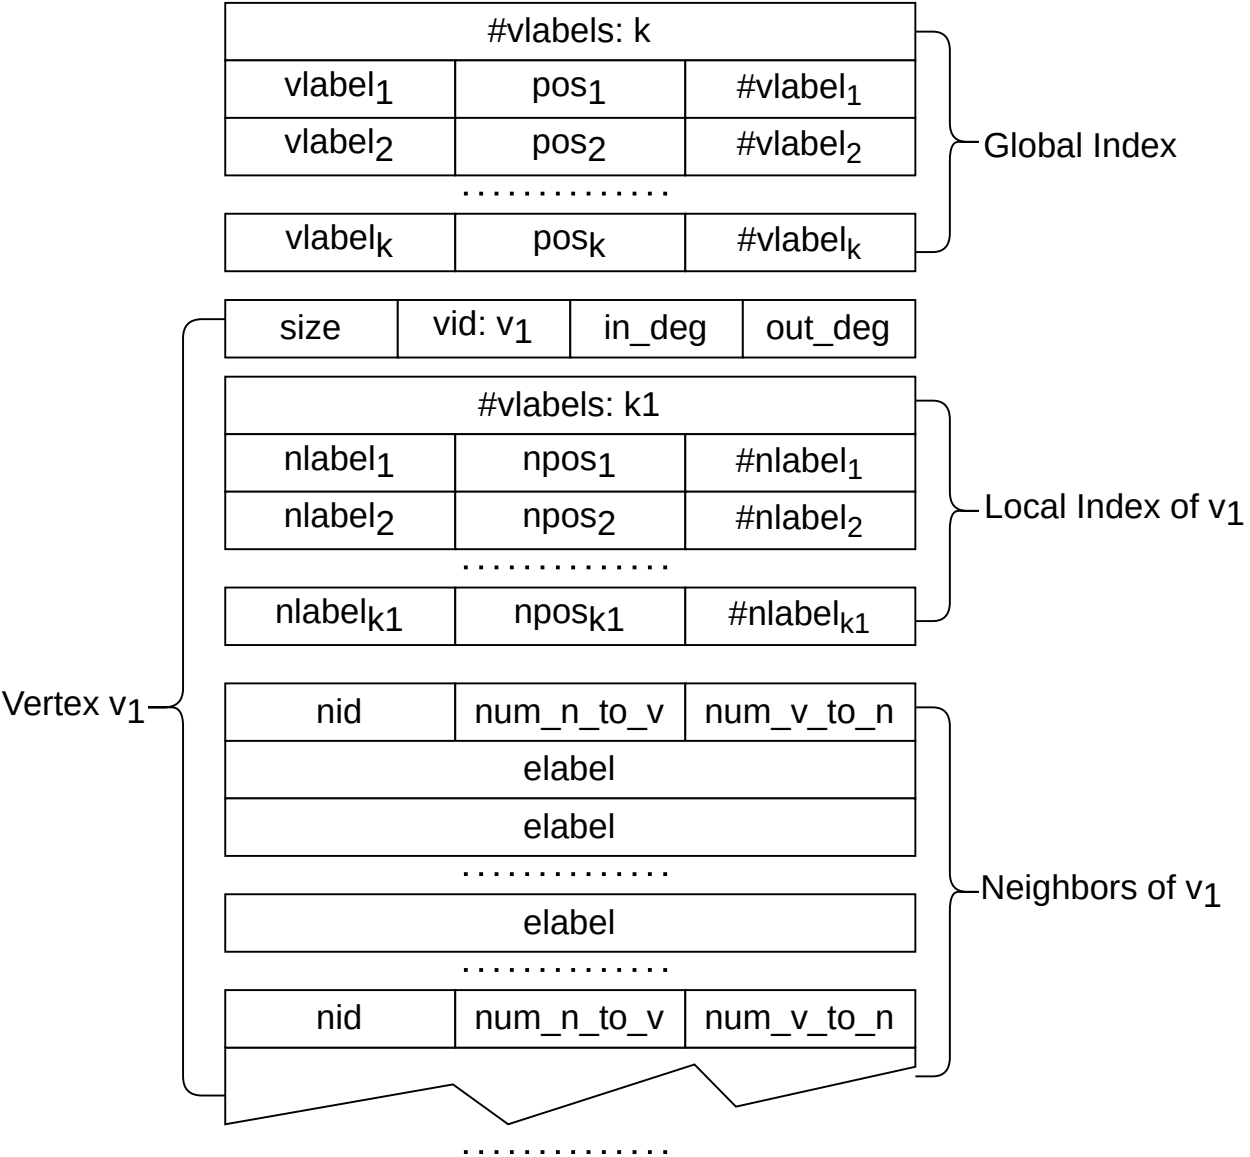 #vlabels: k
vlabel1 pos1 #vlabel1
vlabel2 pos2 #vlabel2
Global Index
..............
vlabelk posk #vlabelk
size vid: v1 in_deg out_deg
#vlabels: k1
nlabel1 npos1 #nlabel1
nlabel2 npos2 #nlabel2
Local Index of v1
..............
nlabelk1 nposk1 #nlabelk1
Vertex v1
nid num_n_to_v num_v_to_n
elabel
elabel
..............
Neighbors of v1
elabel
..............
nid num_n_to_v num_v_to_n
..............